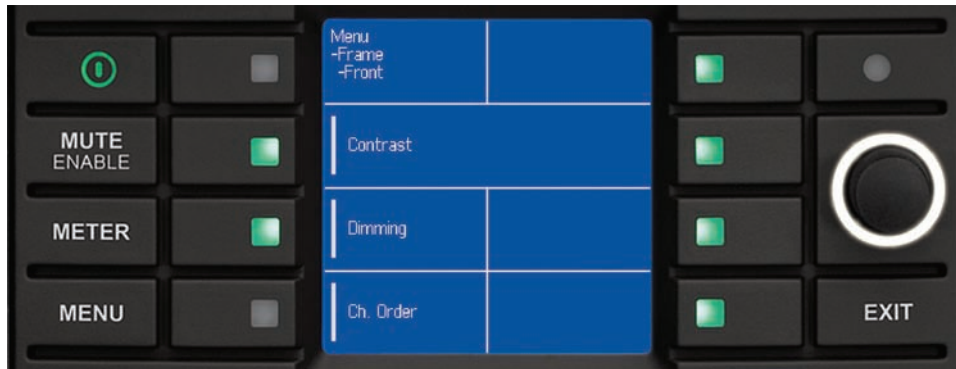 Menu
-Frame
-Front
Contrast
MUTE
ENABLE
METER
Dimming
MENU
Ch. Order
EXIT